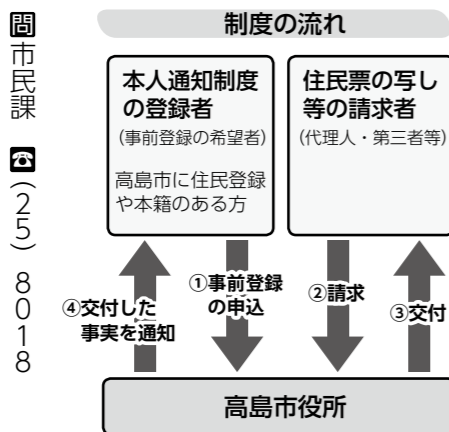 問市民課 ☎(25)8018
制度の流れ
本人通知制度
の登録者
(事前登録の希望者)
高島市に住民登録
や本籍のある方
住民票の写し
等の請求者
(代理人・第三者等)
①事前登録
の申込
②請求
③交付
④交付した
事実を通知
高島市役所